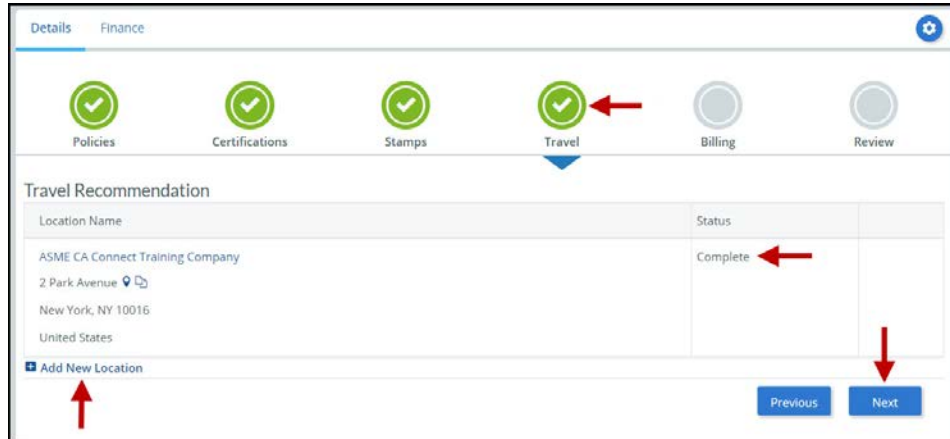 Details Finance
Policies Certifications Stamps Travel Billing Review
Travel Recommendation
Location Name Status
ASME CA Connect Training Company Complete
2 Park Avenue
New York, NY 10016
United States
Add New Location
Previous Next